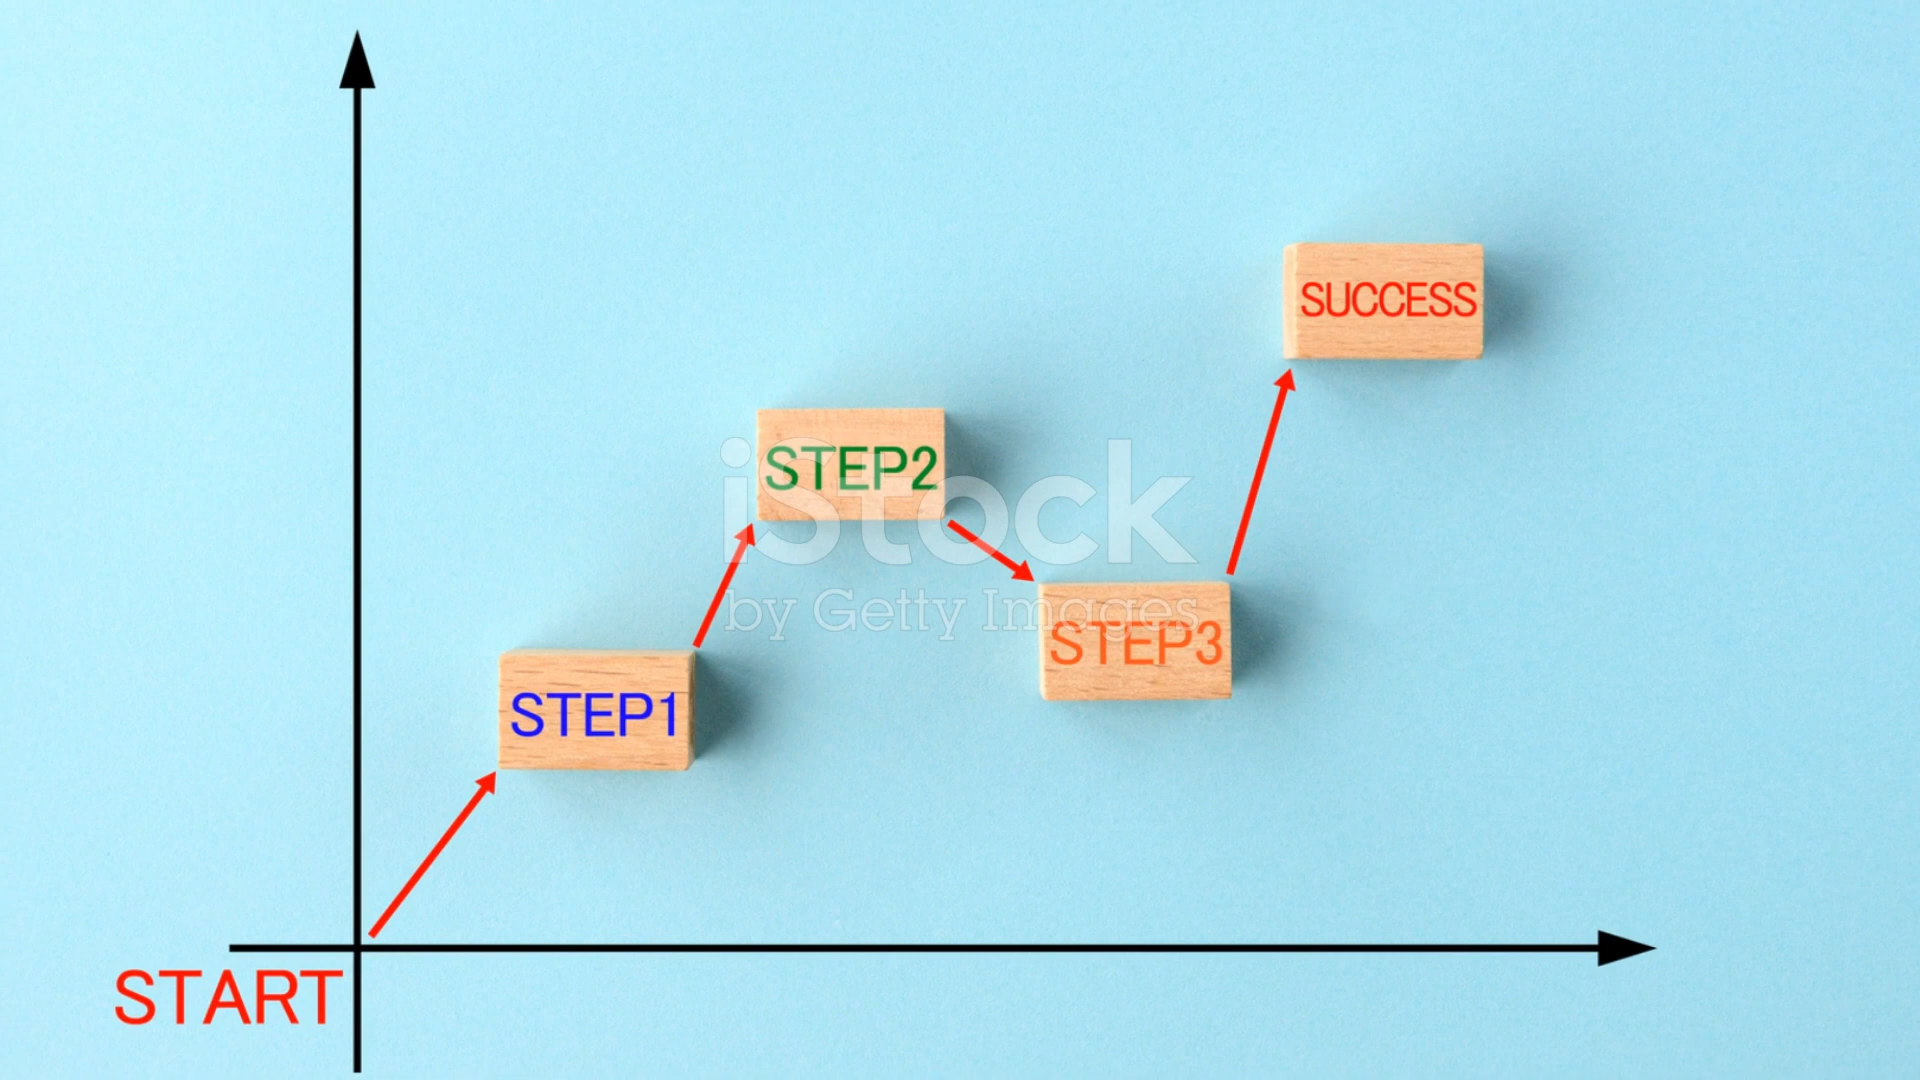 SUCCESS
STEP2
iStock
by Getty Images
STEP3
STEP1
START